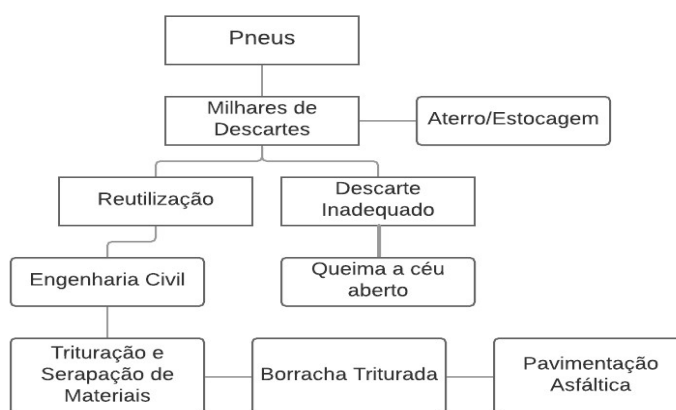 Pneus
Milhares de
Descartes
Aterro/Estocagem
Reutilização
Descarte
Inadequado
Engenharia Civil
Queima a céu
aberto
Trituração e
Serapação de
Materiais
Borracha Triturada
Pavimentação
Asfáltica